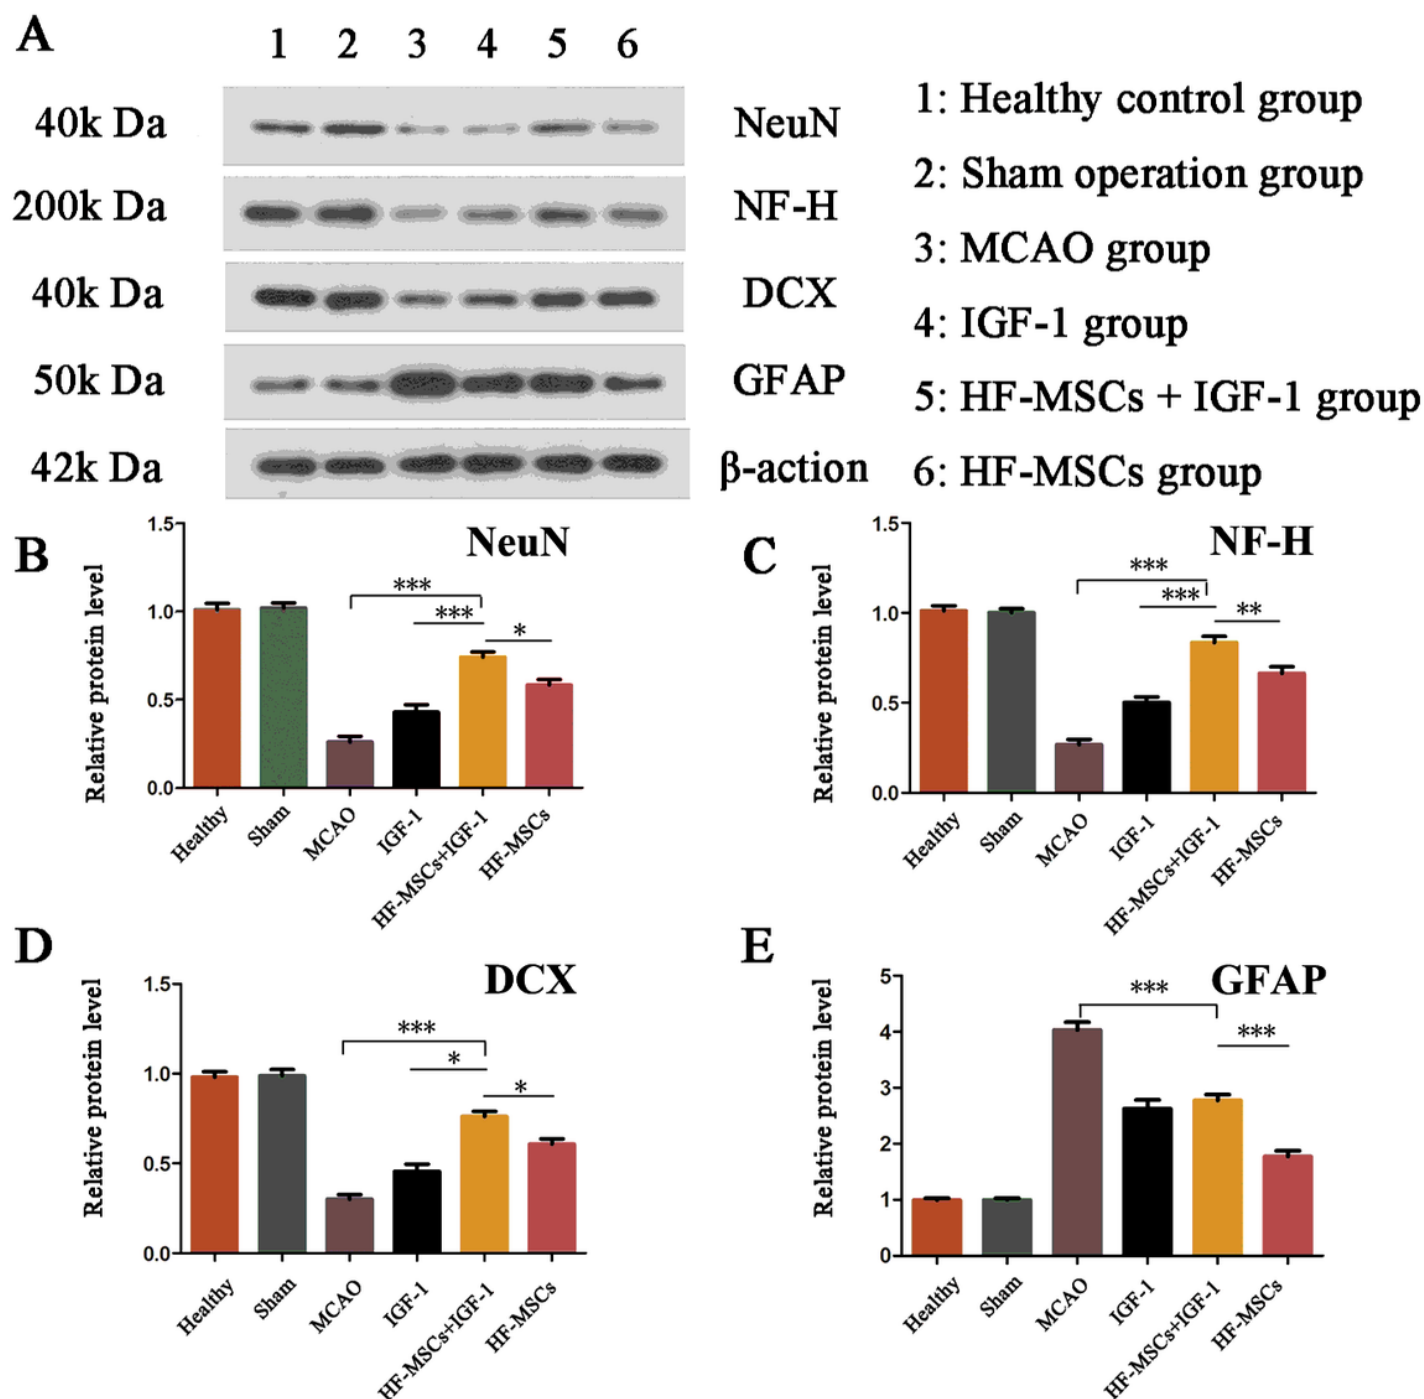 A
1 2 3 4 5 6
40k Da NeuN
200k Da NF-H
40k Da DCX
50k Da GFAP
42k Da β-action
1: Healthy control group
2: Sham operation group
3: MCAO group
4: IGF-1 group
5: HF-MSCs + IGF-1 group
6: HF-MSCs group
B
NeuN
Relative protein level
1.5
1.0
0.5
0.0
***
***
*
Healthy
Sham
MCAO
IGF-1
HF-MSCs+IGF-1
HF-MSCs
C
NF-H
Relative protein level
1.5
1.0
0.5
0.0
***
***
**
Healthy
Sham
MCAO
IGF-1
HF-MSCs+IGF-1
HF-MSCs
D
DCX
Relative protein level
1.5
1.0
0.5
0.0
***
*
*
Healthy
Sham
MCAO
IGF-1
HF-MSCs+IGF-1
HF-MSCs
E
GFAP
Relative protein level
5
4
3
2
1
0
***
***
Healthy
Sham
MCAO
IGF-1
HF-MSCs+IGF-1
HF-MSCs